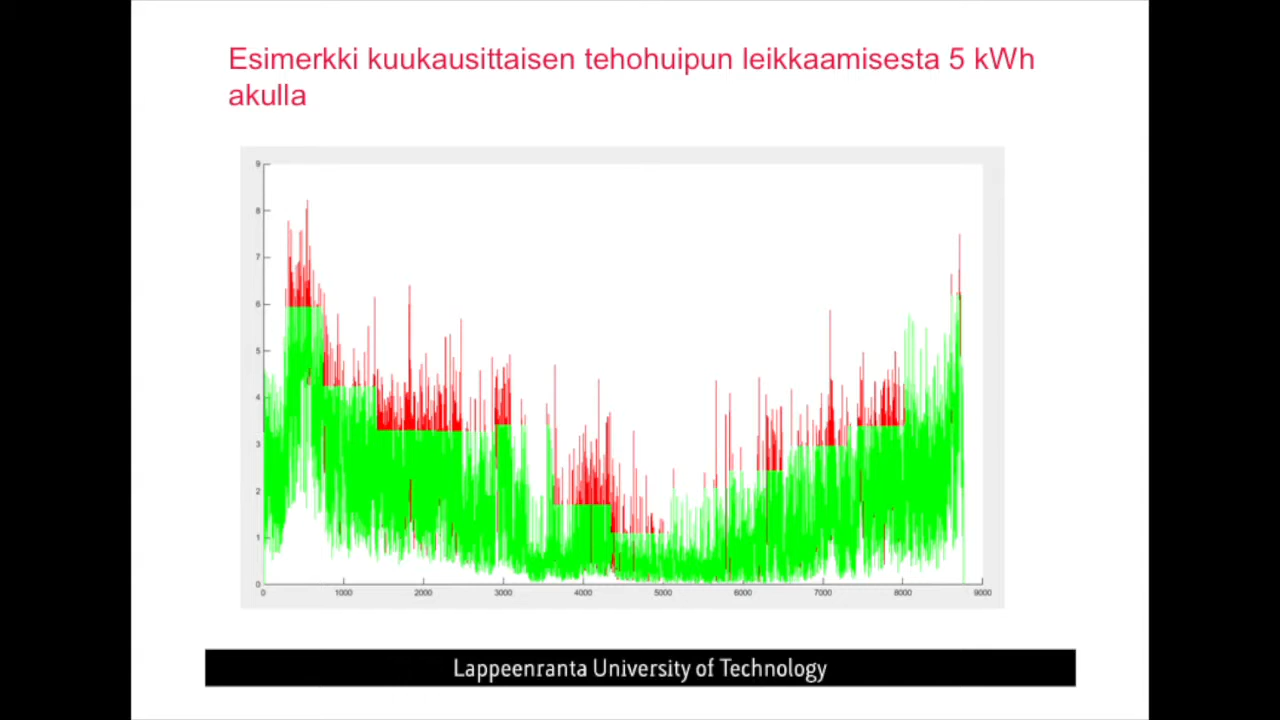 Esimerkki kuukausittaisen tehohuipun leikkaamisesta 5 kWh
akulla
9
8
7
6
5
4
3
2
1
0
0 1000 2000 3000 4000 5000 6000 7000 8000 9000
Lappeenranta University of Technology